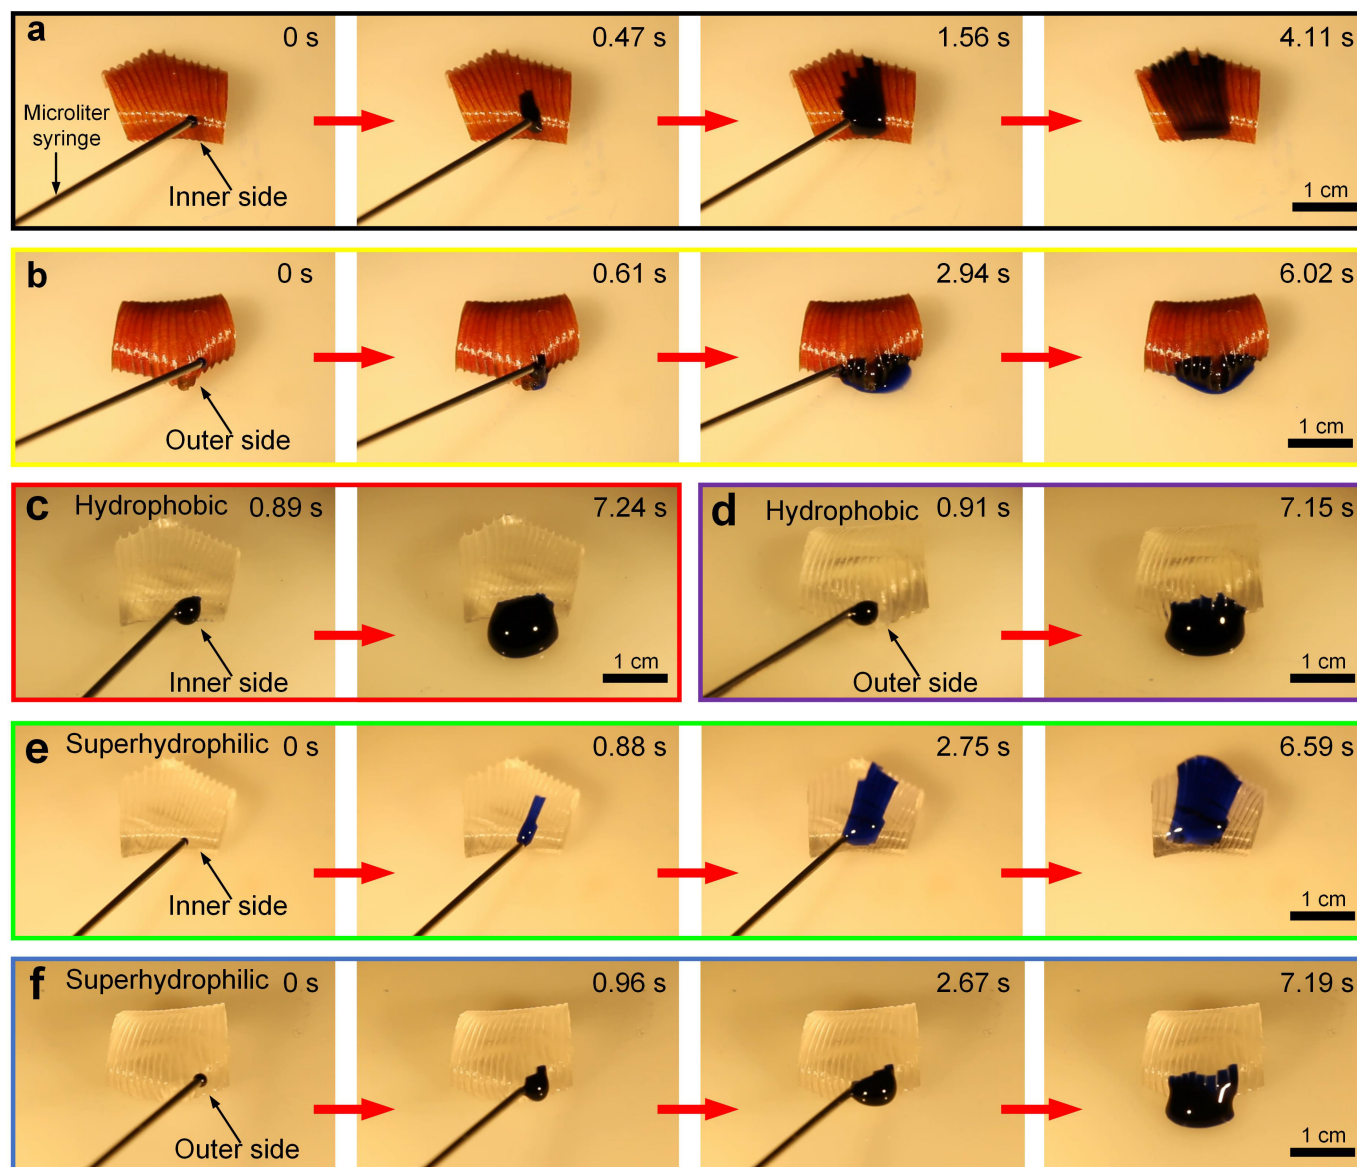 a 0 s 0.47 s 1.56 s 4.11 s
Microliter
syringe
Inner side
1 cm
b 0 s 0.61 s 2.94 s 6.02 s
Outer side
1 cm
c Hydrophobic 0.89 s 7.24 s
Inner side
1 cm
d Hydrophobic 0.91 s 7.15 s
Outer side
1 cm
e Superhydrophilic 0 s 0.88 s 2.75 s 6.59 s
Inner side
1 cm
f Superhydrophilic 0 s 0.96 s 2.67 s 7.19 s
Outer side
1 cm